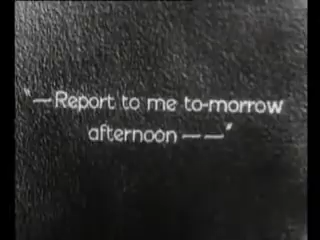 "—Report to me to-morrow
afternoon — —"